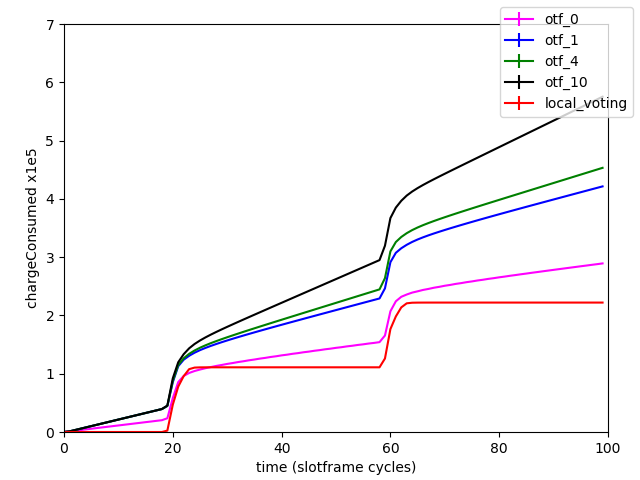 otf_0
otf_1
otf_4
otf_10
local_voting
7
6
5
4
3
2
1
0
chargeConsumed x1e5
0 20 40 60 80 100
time (slotframe cycles)